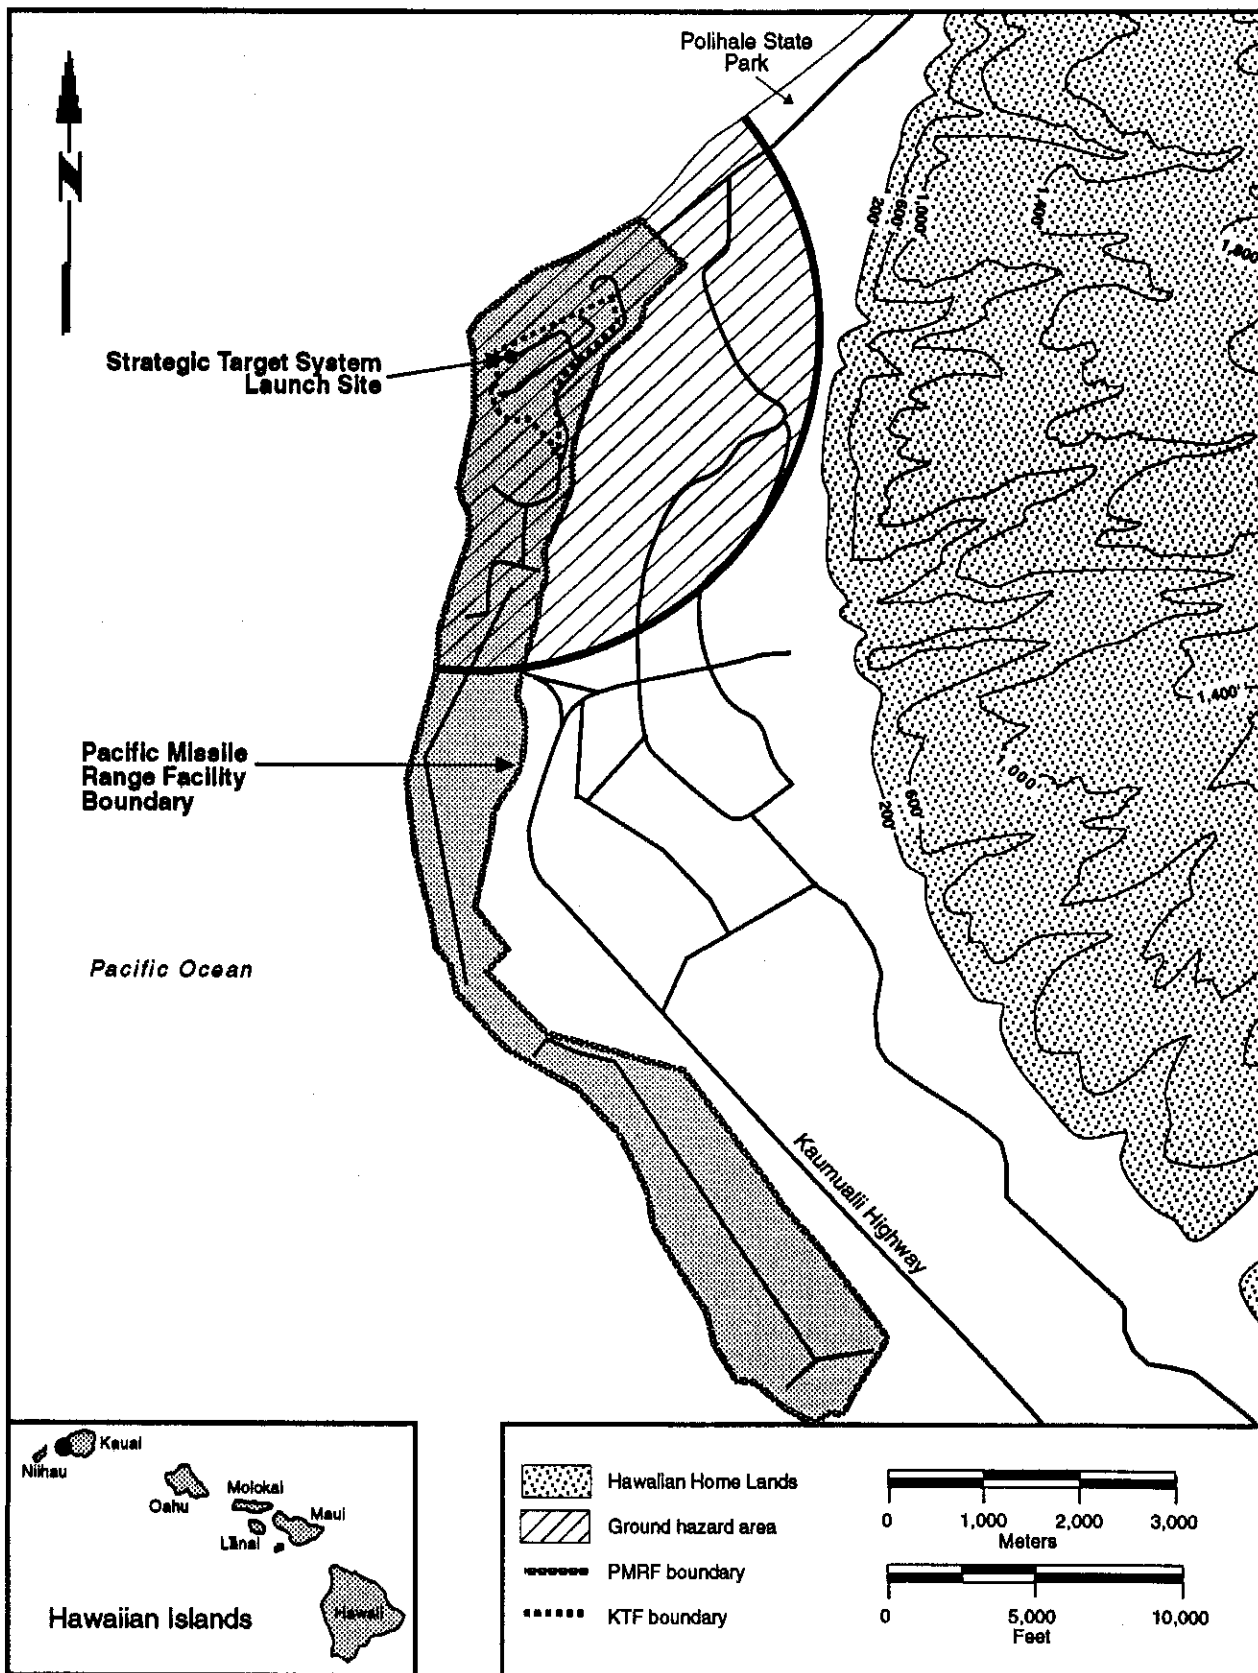 Polihale State
Park
N
200'
600'
1,000'
1,400'
1,800'
Strategic Target System
Launch Site
Pacific Missile
Range Facility
Boundary
1,400'
1,000'
600'
200'
Pacific Ocean
Kaumualii Highway
Kauai
Niihau
Oahu
Molokai
Maui
Lānai
Hawaii
Hawaiian Islands
Hawaiian Home Lands
Ground hazard area
PMRF boundary
KTF boundary
0 1,000 2,000 3,000
Meters
0 5,000 10,000
Feet